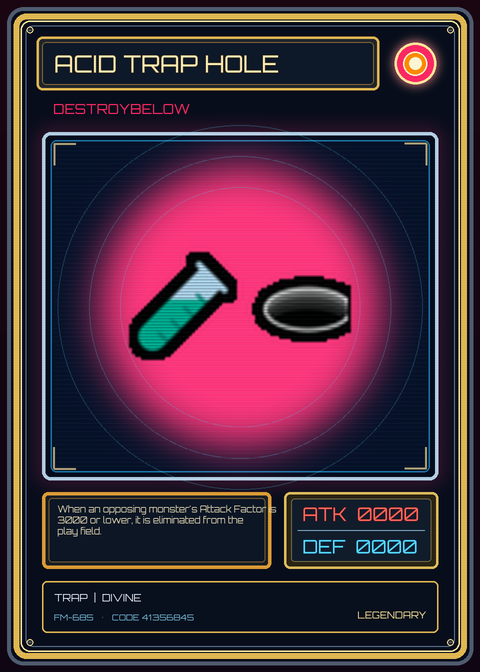 ACID TRAP HOLE
DESTROYBELOW
When an opposing monster's Attack Factor is
3000 or lower, it is eliminated from the
play field.
ATK 0000
DEF 0000
TRAP | DIVINE
FM-685 · CODE 41356845
LEGENDARY